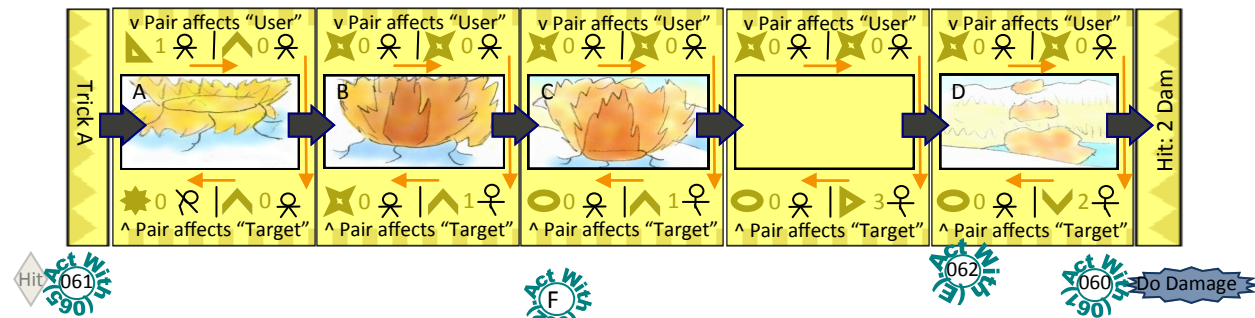 v Pair affects "User"
1 0
v Pair affects "User"
0 0
v Pair affects "User"
0 0
v Pair affects "User"
0 0
v Pair affects "User"
0 0
Trick A
A
B
C
D
Hit: 2 Dam
0 0
^ Pair affects "Target"
0 1
^ Pair affects "Target"
0 1
^ Pair affects "Target"
0 3
^ Pair affects "Target"
0 2
^ Pair affects "Target"
Hit
Act With (065)
061
Act With
F
Act With (E)
062
Act With (061)
060
Do Damage